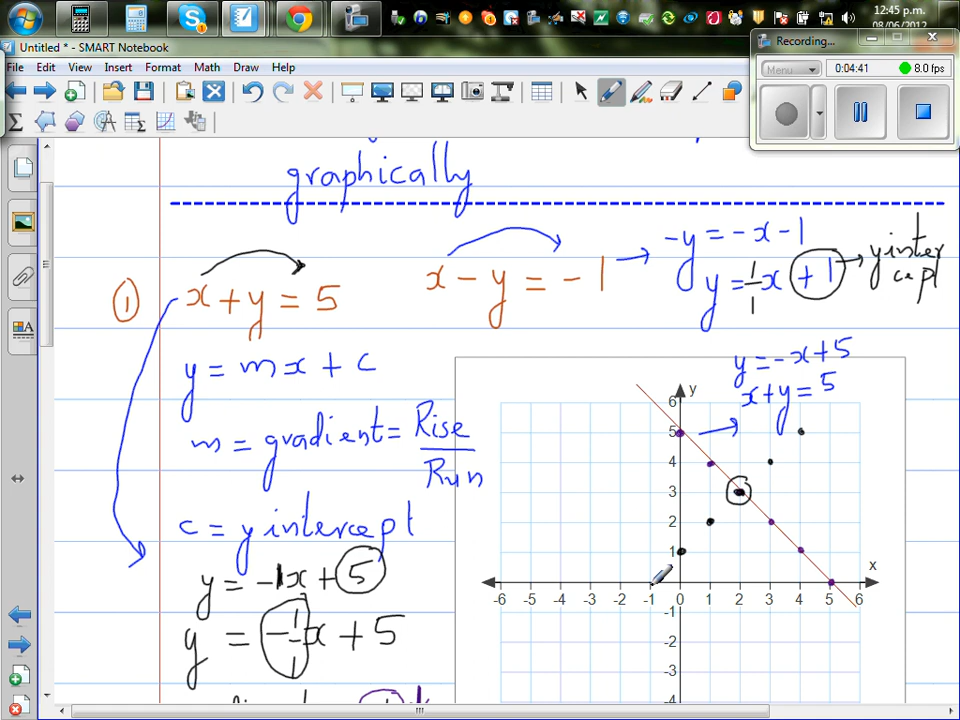 12:45 p.m.
08/06/2012
Untitled * - SMART Notebook
File Edit View Insert Format Math Draw Help
Recording...
Menu
0:04:41
8.0 fps
graphically
① x + y = 5
x - y = -1
-y = -x - 1
y = 1/1 x + 1
y inter
cept
y = mx + c
m = gradient = Rise
Run
c = y intercept
y = -1x + 5
y = -1/1 x + 5
y = -x + 5
x + y = 5
y
6
5
4
3
2
1
x
-6 -5 -4 -3 -2 -1 0 1 2 3 4 5 6
-1
-2
-3
-4